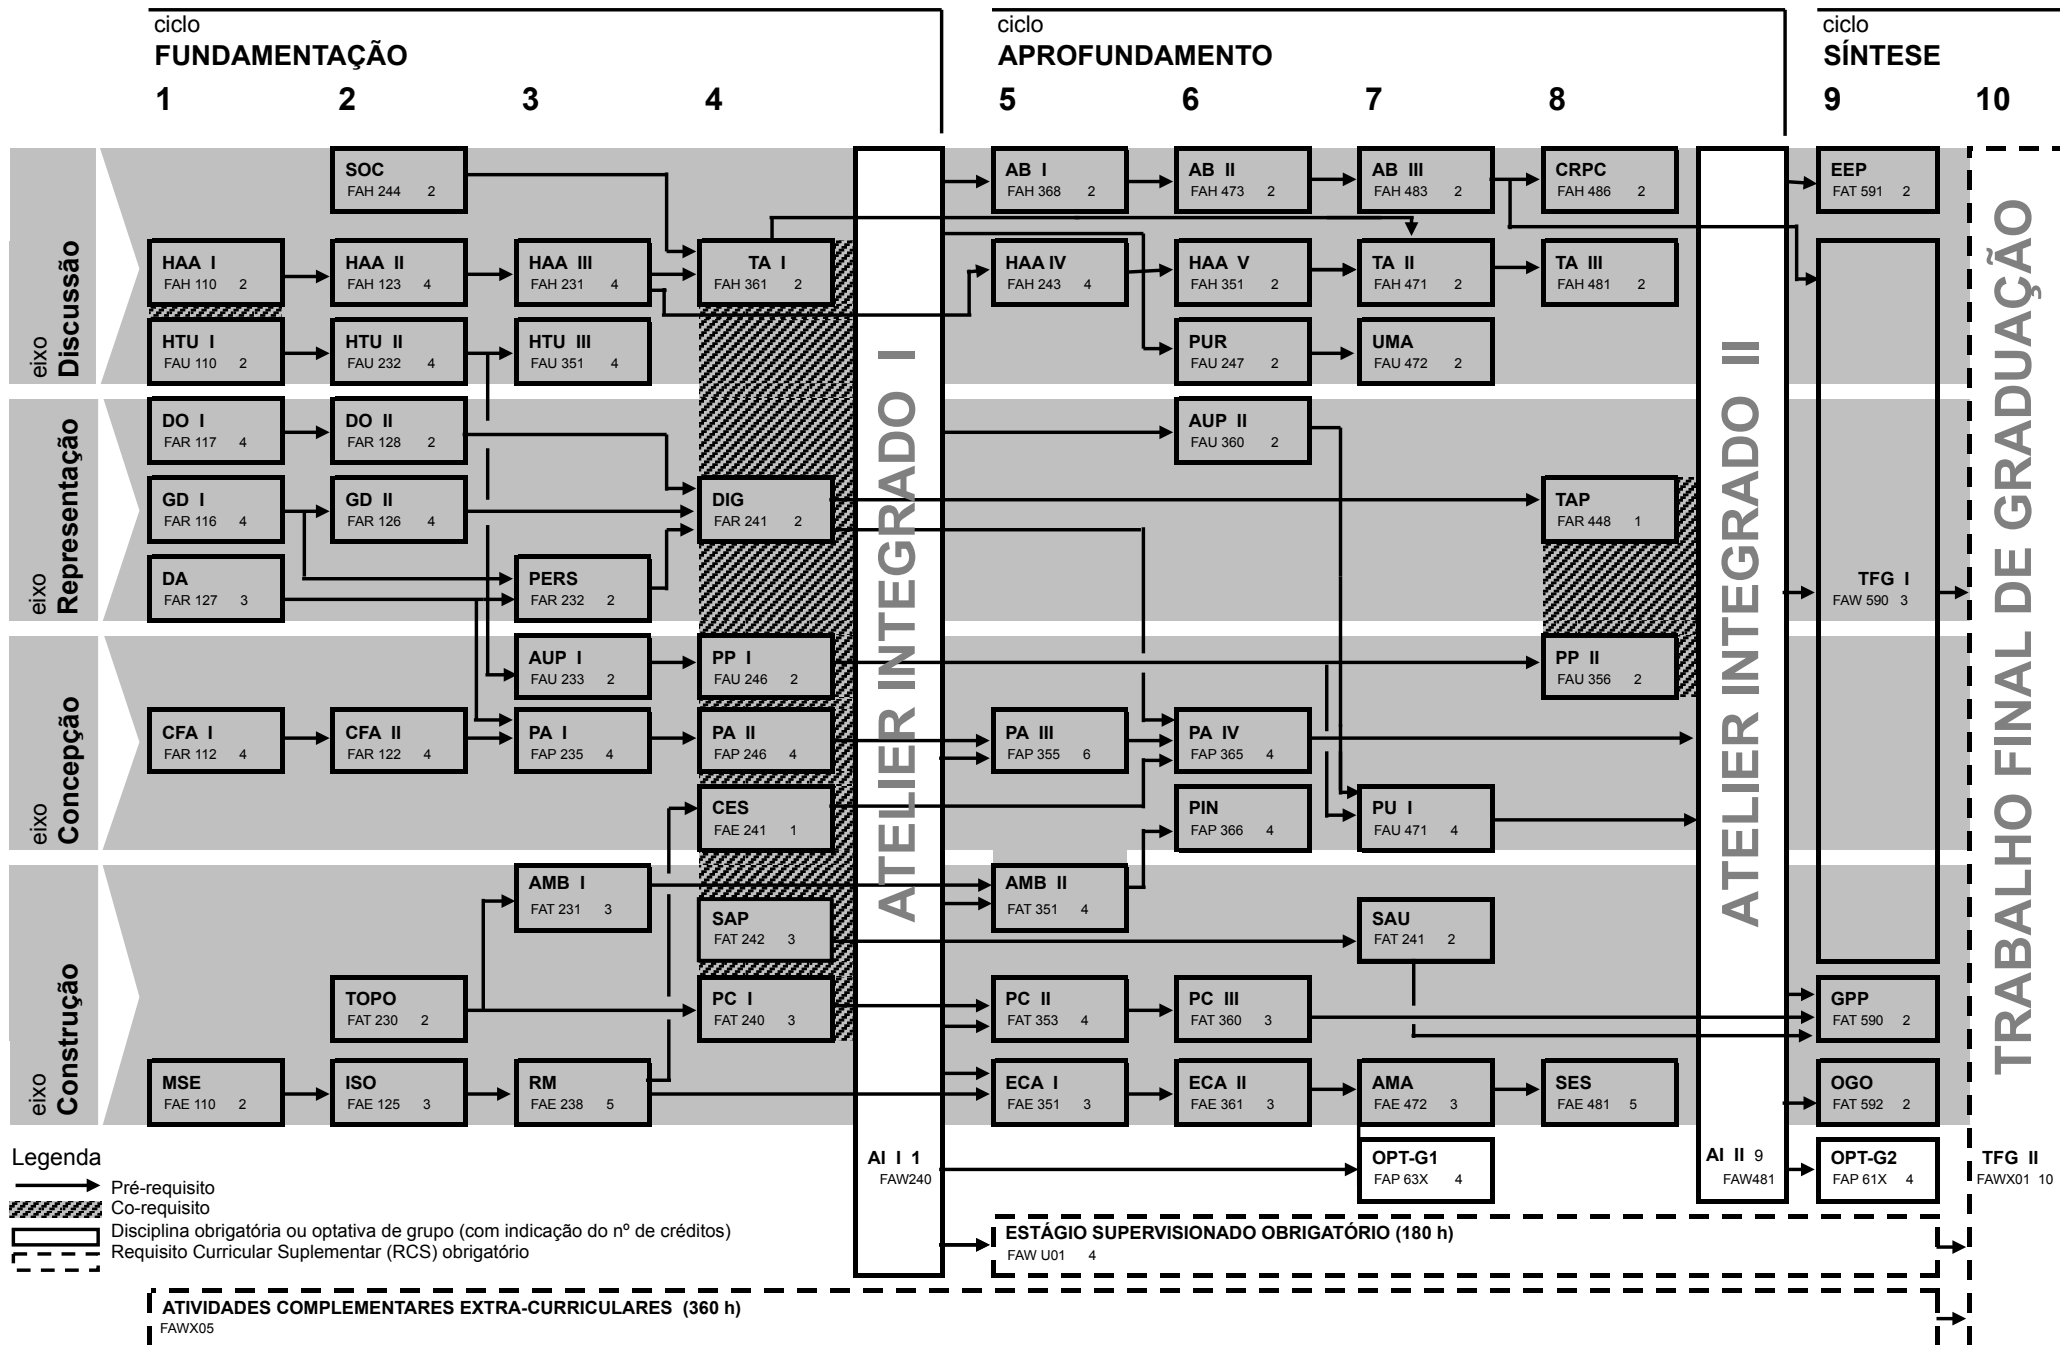 ciclo
FUNDAMENTAÇÃO
1 2 3 4
ciclo
APROFUNDAMENTO
5 6 7 8
ciclo
SÍNTESE
9 10
eixo
Discussão
SOC
FAH 244 2
AB I
FAH 368 2
AB II
FAH 473 2
AB III
FAH 483 2
CRPC
FAH 486 2
EEP
FAT 591 2
HAA I
FAH 110 2
HAA II
FAH 123 4
HAA III
FAH 231 4
TA I
FAH 361 2
HAA IV
FAH 243 4
HAA V
FAH 351 2
TA II
FAH 471 2
TA III
FAH 481 2
HTU I
FAU 110 2
HTU II
FAU 232 4
HTU III
FAU 351 4
PUR
FAU 247 2
UMA
FAU 472 2
eixo
Representação
DO I
FAR 117 4
DO II
FAR 128 2
AUP II
FAU 360 2
GD I
FAR 116 4
GD II
FAR 126 4
DIG
FAR 241 2
TAP
FAR 448 1
DA
FAR 127 3
PERS
FAR 232 2
TFG I
FAW 590 3
eixo
Concepção
AUP I
FAU 233 2
PP I
FAU 246 2
PP II
FAU 356 2
CFA I
FAR 112 4
CFA II
FAR 122 4
PA I
FAP 235 4
PA II
FAP 246 4
PA III
FAP 355 6
PA IV
FAP 365 4
CES
FAE 241 1
PIN
FAP 366 4
PU I
FAU 471 4
eixo
Construção
AMB I
FAT 231 3
AMB II
FAT 351 4
SAP
FAT 242 3
SAU
FAT 241 2
TOPO
FAT 230 2
PC I
FAT 240 3
PC II
FAT 353 4
PC III
FAT 360 3
GPP
FAT 590 2
MSE
FAE 110 2
ISO
FAE 125 3
RM
FAE 238 5
ECA I
FAE 351 3
ECA II
FAE 361 3
AMA
FAE 472 3
SES
FAE 481 5
OGO
FAT 592 2
ATELIER INTEGRADO I
AI I 1
FAW240
ATELIER INTEGRADO II
AI II 9
FAW481
TRABALHO FINAL DE GRADUAÇÃO
TFG II
FAWX01 10
OPT-G1
FAP 63X 4
OPT-G2
FAP 61X 4
Legenda
Pré-requisito
Co-requisito
Disciplina obrigatória ou optativa de grupo (com indicação do nº de créditos)
Requisito Curricular Suplementar (RCS) obrigatório
ESTÁGIO SUPERVISIONADO OBRIGATÓRIO (180 h)
FAW U01 4
ATIVIDADES COMPLEMENTARES EXTRA-CURRICULARES (360 h)
FAWX05